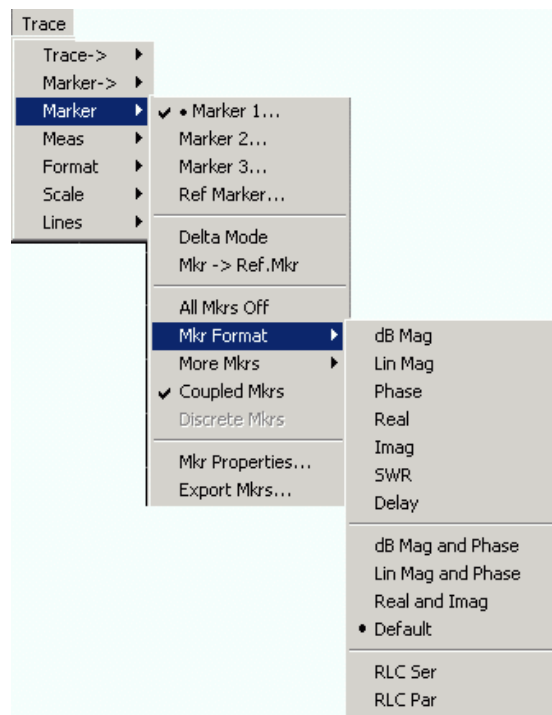 Trace
Trace->
Marker->
Marker
Meas
Format
Scale
Lines
• Marker 1...
Marker 2...
Marker 3...
Ref Marker...
Delta Mode
Mkr -> Ref.Mkr
All Mkrs Off
Mkr Format
More Mkrs
Coupled Mkrs
Discrete Mkrs
Mkr Properties...
Export Mkrs...
dB Mag
Lin Mag
Phase
Real
Imag
SWR
Delay
dB Mag and Phase
Lin Mag and Phase
Real and Imag
• Default
RLC Ser
RLC Par